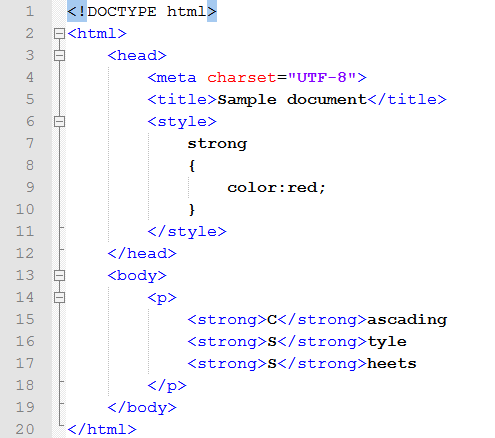 1 <!DOCTYPE html>
2 <html>
3     <head>
4         <meta charset="UTF-8">
5         <title>Sample document</title>
6         <style>
7             strong
8             {
9                 color:red;
10             }
11         </style>
12     </head>
13     <body>
14         <p>
15             <strong>C</strong>ascading
16             <strong>S</strong>tyle
17             <strong>S</strong>heets
18         </p>
19     </body>
20 </html>